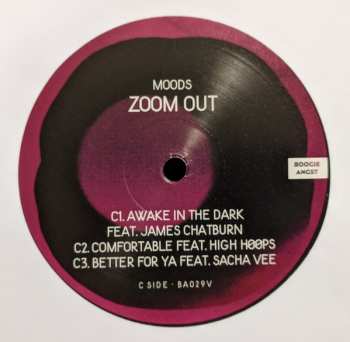 MOODS
ZOOM OUT
BOOGIE
ANGST
C1. AWAKE IN THE DARK
FEAT. JAMES CHATBURN
C2. COMFORTABLE FEAT. HIGH HØØPS
C3. BETTER FOR YA FEAT. SACHA VEE
C SIDE · BA029V